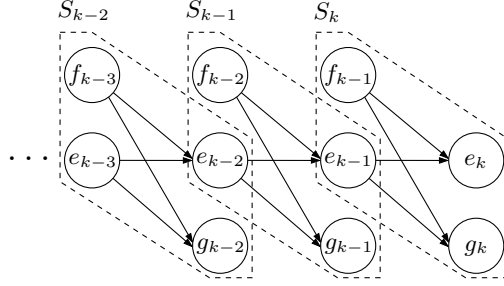 S_{k-2} S_{k-1} S_k
f_{k-3} f_{k-2} f_{k-1}
... e_{k-3} e_{k-2} e_{k-1} e_k
g_{k-2} g_{k-1} g_k